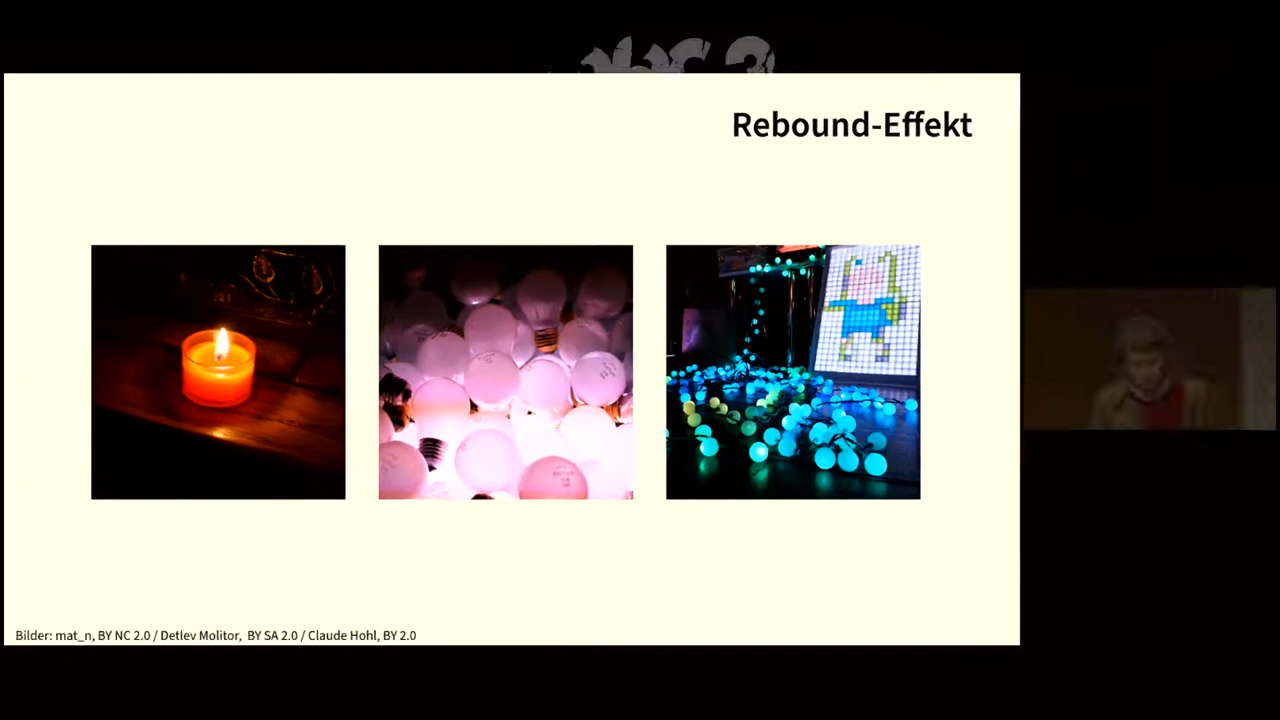 Rebound-Effekt
Bilder: mat_n, BY NC 2.0 / Detlev Molitor, BY SA 2.0 / Claude Hohl, BY 2.0